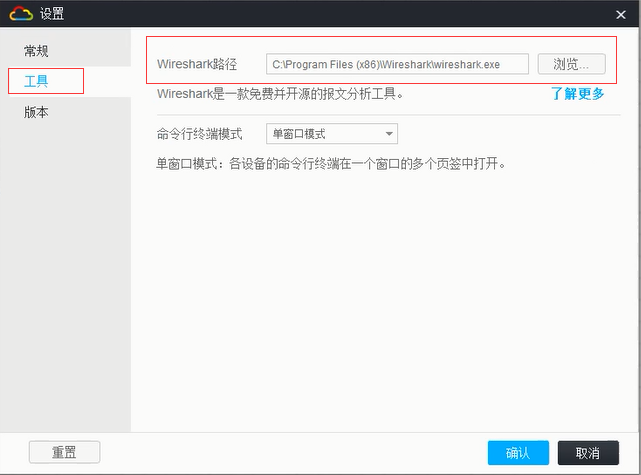 设置
常规
工具
版本
Wireshark路径 C:\Program Files (x86)\Wireshark\wireshark.exe 浏览...
Wireshark是一款免费并开源的报文分析工具。 了解更多
命令行终端模式 单窗口模式
单窗口模式：各设备的命令行终端在一个窗口的多个页签中打开。
重置 确认 取消